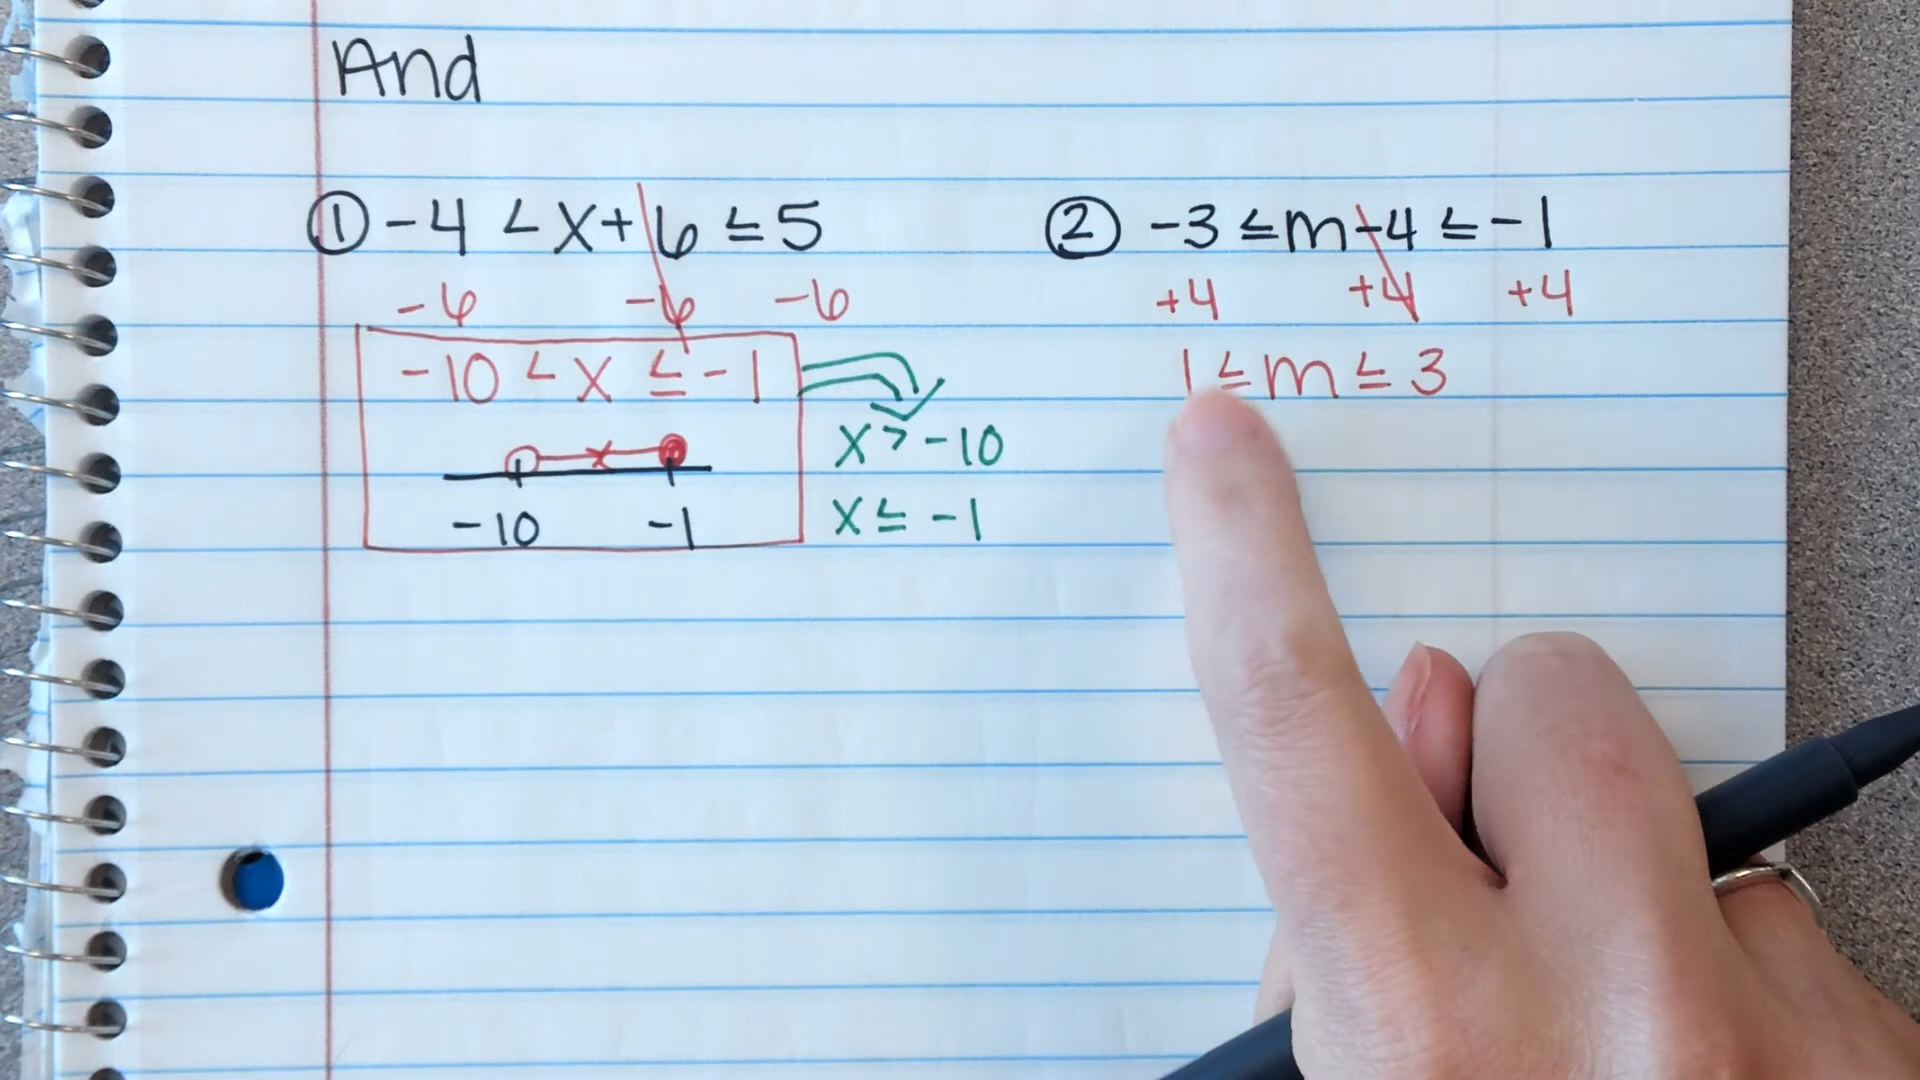 And
① -4 < x + 6 ≤ 5
-6 -6 -6
-10 < x ≤ -1
-10 -1
x > -10
x ≤ -1
② -3 ≤ m - 4 ≤ -1
+4 +4 +4
1 ≤ m ≤ 3